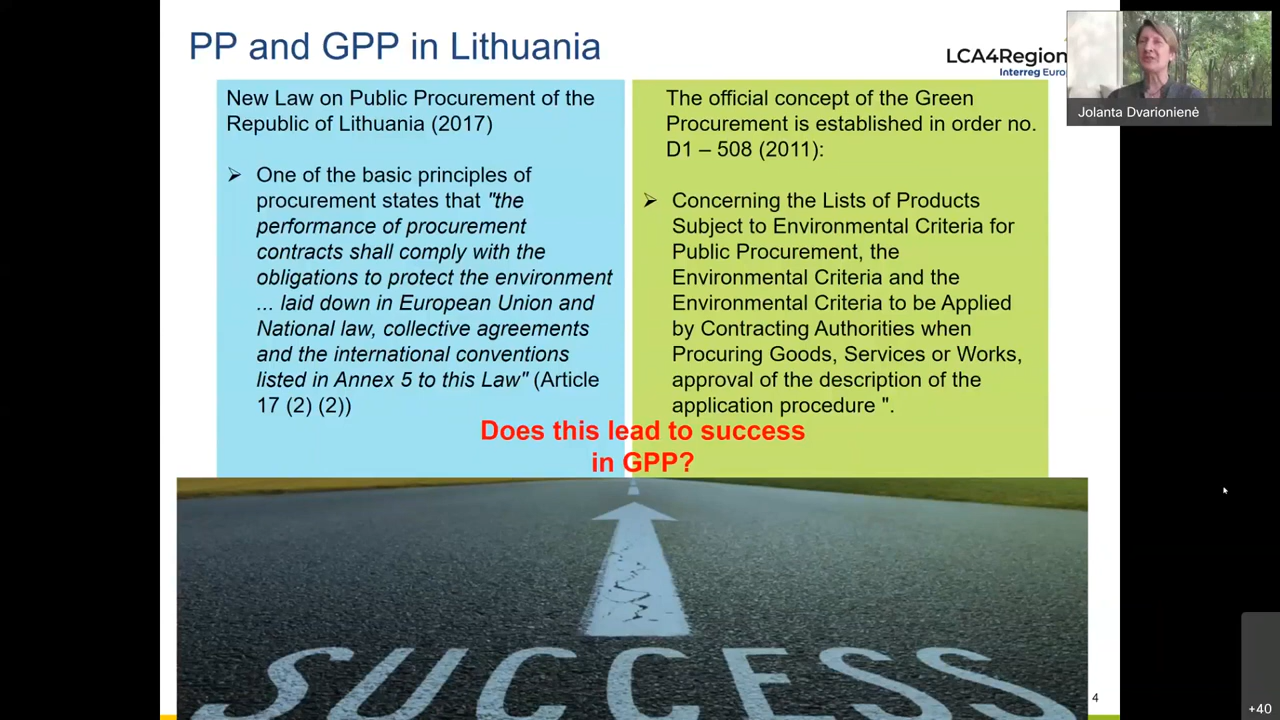 PP and GPP in Lithuania
LCA4Region
Interreg Euro
Jolanta Dvarionienė
New Law on Public Procurement of the
Republic of Lithuania (2017)
➢ One of the basic principles of
procurement states that "the
performance of procurement
contracts shall comply with the
obligations to protect the environment
... laid down in European Union and
National law, collective agreements
and the international conventions
listed in Annex 5 to this Law" (Article
17 (2) (2))
The official concept of the Green
Procurement is established in order no.
D1 – 508 (2011):
➢ Concerning the Lists of Products
Subject to Environmental Criteria for
Public Procurement, the
Environmental Criteria and the
Environmental Criteria to be Applied
by Contracting Authorities when
Procuring Goods, Services or Works,
approval of the description of the
application procedure ".
Does this lead to success
in GPP?
SUCCESS
4
+40